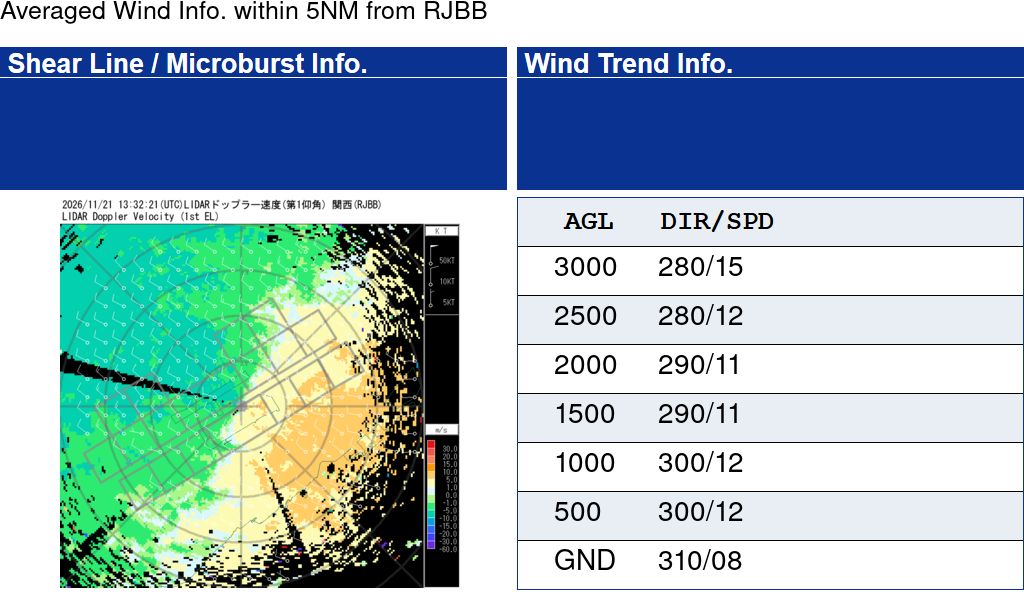 Averaged Wind Info. within 5NM from RJBB
Shear Line / Microburst Info.
Wind Trend Info.
2026/11/21 13:32:21(UTC)LIDARドップラー速度(第1仰角) 関西(RJBB)
LIDAR Doppler Velocity (1st EL)
KT
50KT
10KT
5KT
m/s
30.0
20.0
15.0
10.0
5.0
1.0
0.0
-1.0
-5.0
-10.0
-15.0
-20.0
-30.0
-60.0
AGL DIR/SPD
3000 280/15
2500 280/12
2000 290/11
1500 290/11
1000 300/12
500 300/12
GND 310/08